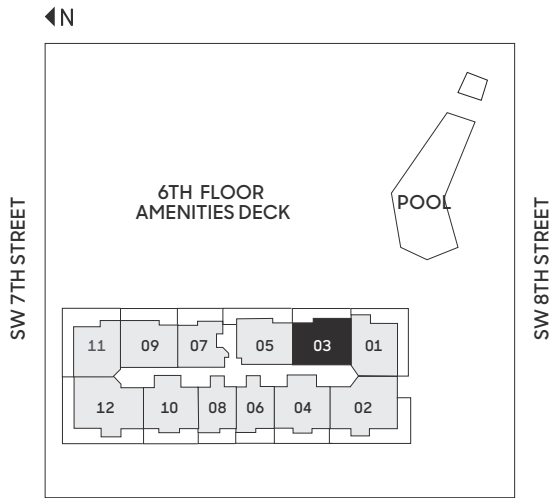 N
6TH FLOOR
AMENITIES DECK
POOL
SW 7TH STREET
SW 8TH STREET
11 09 07 05 03 01
12 10 08 06 04 02